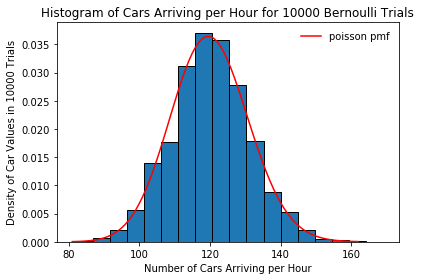 Histogram of Cars Arriving per Hour for 10000 Bernoulli Trials
poisson pmf
Density of Car Values in 10000 Trials
0.035
0.030
0.025
0.020
0.015
0.010
0.005
0.000
80 100 120 140 160
Number of Cars Arriving per Hour